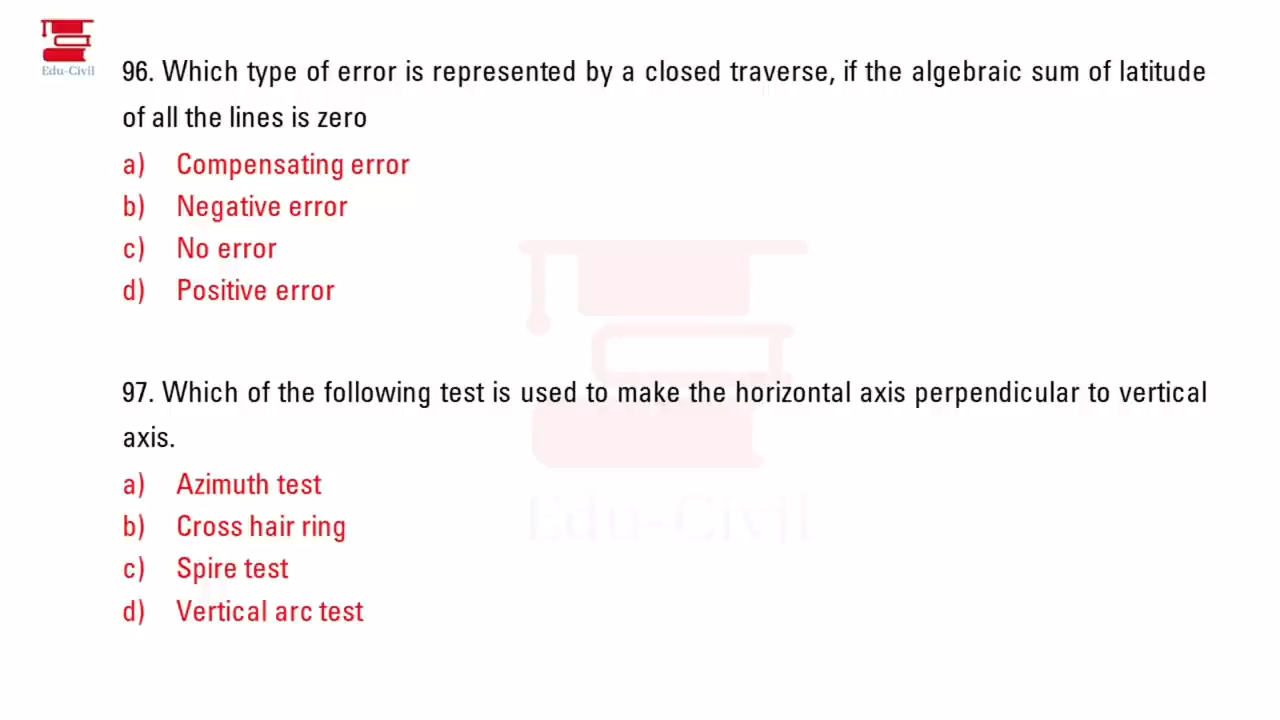 Edu-Civil
96. Which type of error is represented by a closed traverse, if the algebraic sum of latitude
of all the lines is zero
a) Compensating error
b) Negative error
c) No error
d) Positive error
97. Which of the following test is used to make the horizontal axis perpendicular to vertical
axis.
a) Azimuth test
b) Cross hair ring
Edu-Civil
c) Spire test
d) Vertical arc test